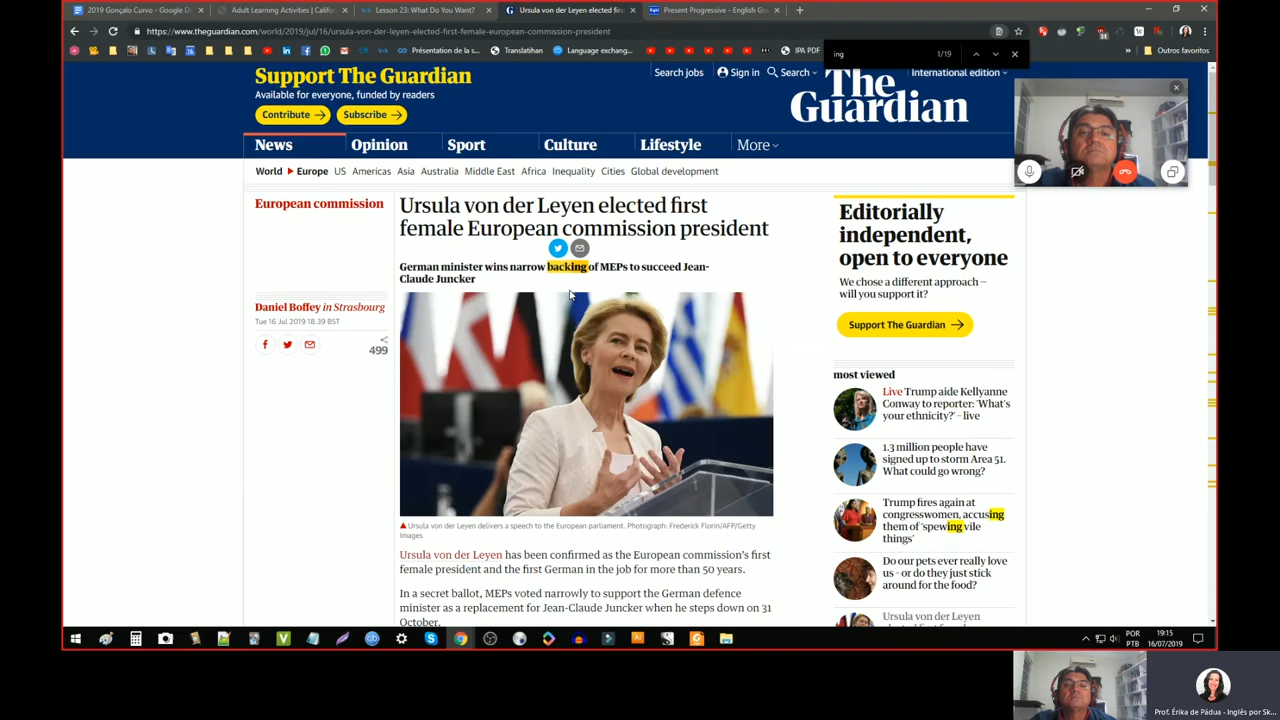 2019 Gonçalo Curvo - Google D
Adult Learning Activities | Califor
Lesson 23: What Do You Want?
Ursula von der Leyen elected firs
Present Progressive - English Gra
https://www.theguardian.com/world/2019/jul/16/ursula-von-der-leyen-elected-first-female-european-commission-president
Présentation de la s...
Translatihan
Language exchang...
IPA PDF
Outros favoritos
ing
1/19
Support The Guardian
Available for everyone, funded by readers
Contribute
Subscribe
Search jobs
Sign in
Search
International edition
The
Guardian
News
Opinion
Sport
Culture
Lifestyle
More
World
Europe
US
Americas
Asia
Australia
Middle East
Africa
Inequality
Cities
Global development
European commission
Ursula von der Leyen elected first
female European commission president
German minister wins narrow backing of MEPs to succeed Jean-
Claude Juncker
Daniel Boffey in Strasbourg
Tue 16 Jul 2019 18.39 BST
499
Ursula von der Leyen delivers a speech to the European parliament. Photograph: Frederick Florin/AFP/Getty
Images
Ursula von der Leyen has been confirmed as the European commission's first
female president and the first German in the job for more than 50 years.
In a secret ballot, MEPs voted narrowly to support the German defence
minister as a replacement for Jean-Claude Juncker when he steps down on 31
October.
Editorially
independent,
open to everyone
We chose a different approach —
will you support it?
Support The Guardian
most viewed
Live Trump aide Kellyanne
Conway to reporter: 'What's
your ethnicity?' – live
1.3 million people have
signed up to storm Area 51.
What could go wrong?
Trump fires again at
congresswomen, accusing
them of 'spewing vile
things'
Do our pets ever really love
us – or do they just stick
around for the food?
Ursula von der Leyen
POR
PTB
19:15
16/07/2019
Prof. Érika de Pádua - Inglês por Sk...